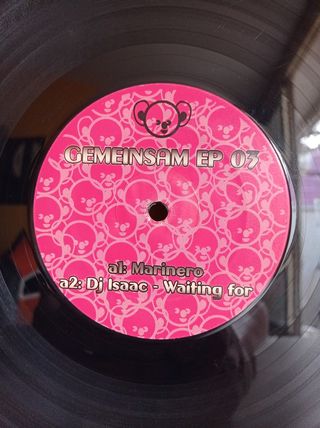 GEMEINSAM EP 03
a1: Marinero
a2: Dj Isaac - Waiting for